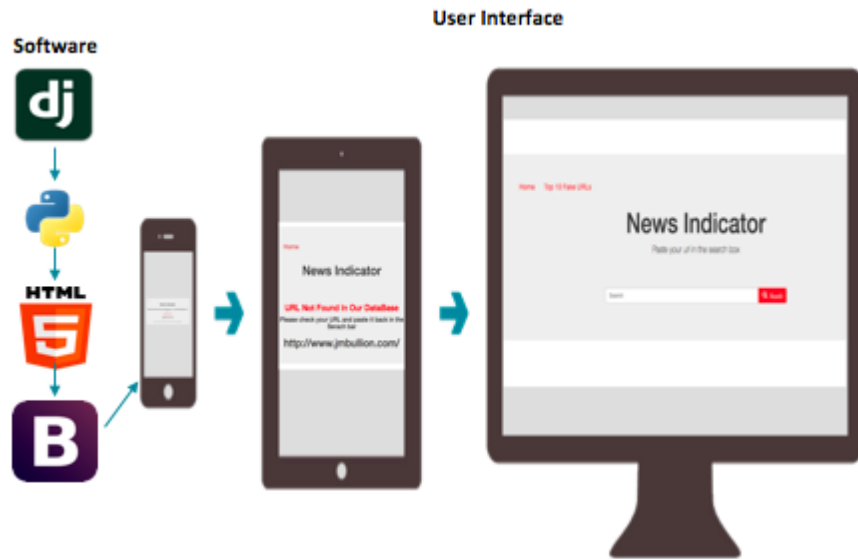 User Interface
Software
dj
HTML
5
B
Home
News Indicator
URL Not Found In Our DataBase
Please check your URL and paste it back in the
Serach bar
http://www.jmbullion.com/
Home Top 10 Fake URLs
News Indicator
Paste your url in the search box
Search
Search